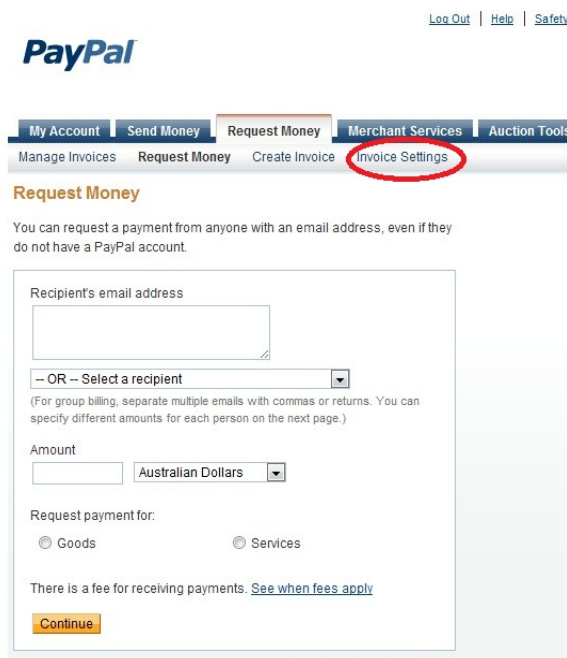 Log Out | Help | Safety
PayPal
My Account Send Money Request Money Merchant Services Auction Tools
Manage Invoices Request Money Create Invoice Invoice Settings
Request Money
You can request a payment from anyone with an email address, even if they
do not have a PayPal account.
Recipient's email address
-- OR -- Select a recipient
(For group billing, separate multiple emails with commas or returns. You can
specify different amounts for each person on the next page.)
Amount
Australian Dollars
Request payment for:
Goods Services
There is a fee for receiving payments. See when fees apply
Continue